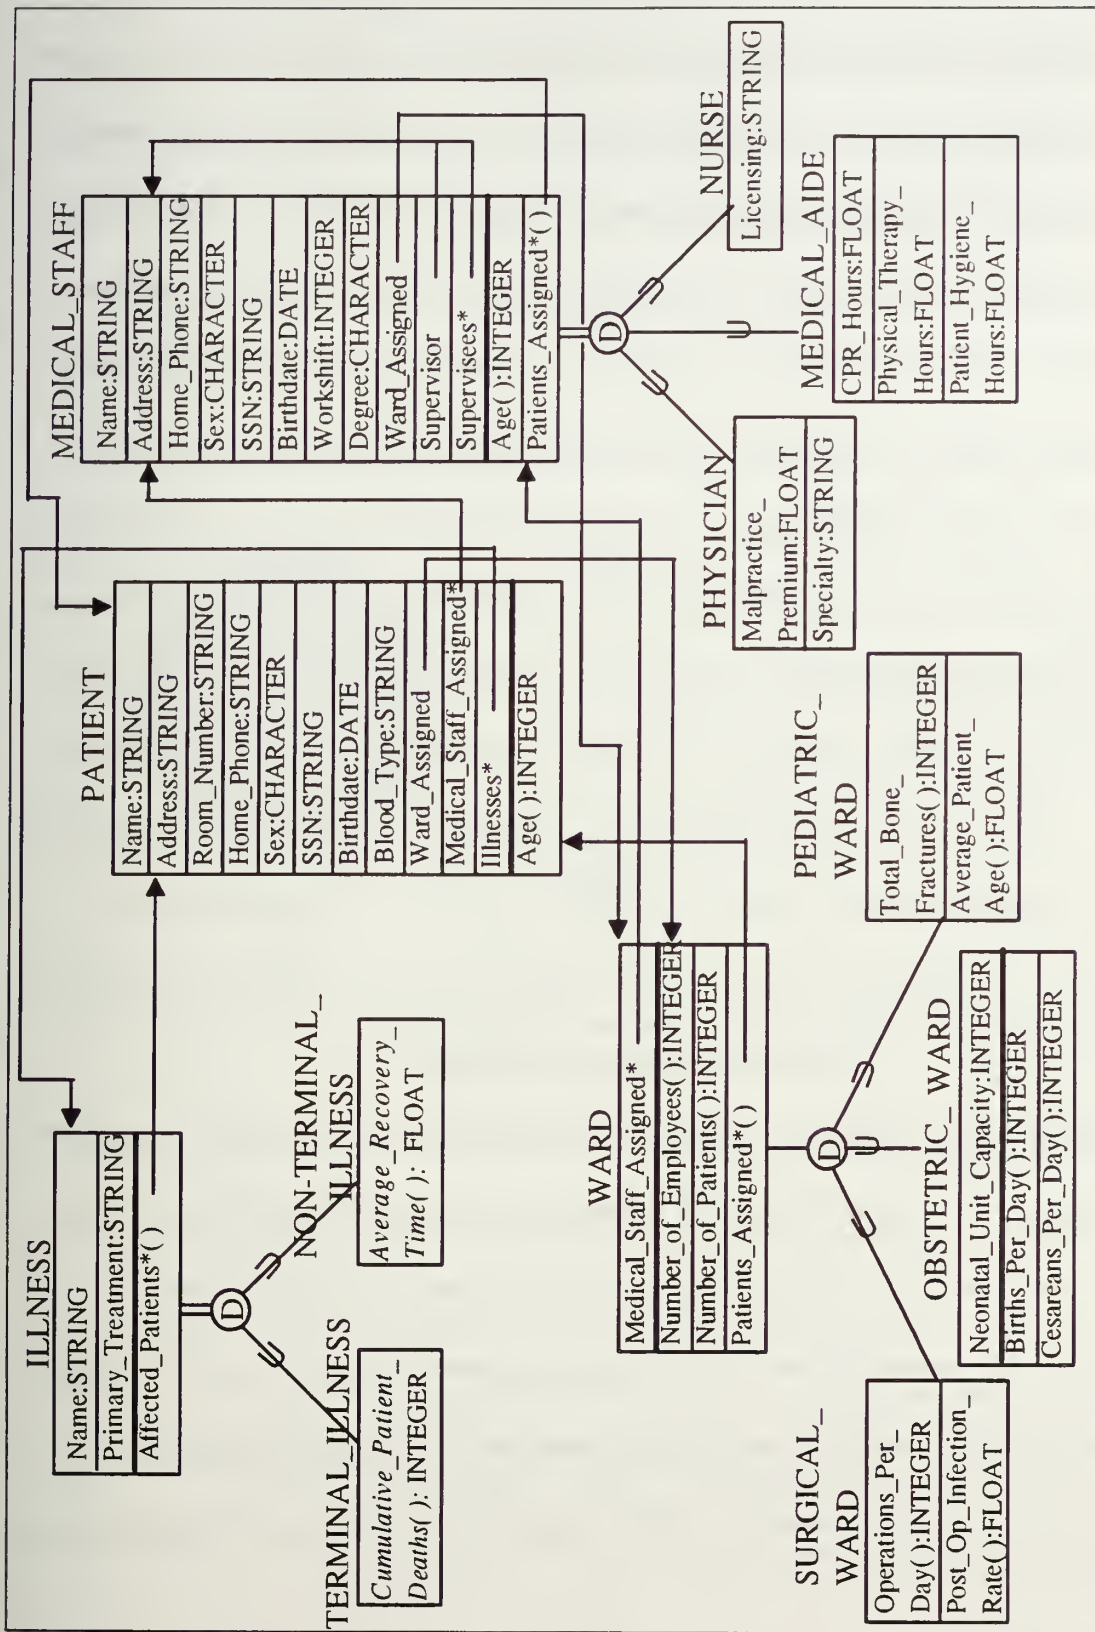 ILLNESS
Name:STRING
Primary_Treatment:STRING
Affected_Patients*( )
TERMINAL_ILLNESS
Cumulative_Patient_
Deaths( ): INTEGER
NON-TERMINAL_
ILLNESS
Average_Recovery_
Time( ): FLOAT
D
PATIENT
Name:STRING
Address:STRING
Room_Number:STRING
Home_Phone:STRING
Sex:CHARACTER
SSN:STRING
Birthdate:DATE
Blood_Type:STRING
Ward_Assigned
Medical_Staff_Assigned*
Illnesses*
Age( ):INTEGER
MEDICAL_STAFF
Name:STRING
Address:STRING
Home_Phone:STRING
Sex:CHARACTER
SSN:STRING
Birthdate:DATE
Workshift:INTEGER
Degree:CHARACTER
Ward_Assigned
Supervisor
Supervisees*
Age( ):INTEGER
Patients_Assigned*( )
D
WARD
Medical_Staff_Assigned*
Number_of_Employees( ):INTEGER
Number_of_Patients( ):INTEGER
Patients_Assigned*( )
D
PHYSICIAN
Malpractice_
Premium:FLOAT
Specialty:STRING
MEDICAL_AIDE
CPR_Hours:FLOAT
Physical_Therapy_
Hours:FLOAT
Patient_Hygiene_
Hours:FLOAT
NURSE
Licensing:STRING
SURGICAL_
WARD
Operations_Per_
Day( ):INTEGER
Post_Op_Infection_
Rate( ):FLOAT
OBSTETRIC_ WARD
Neonatal_Unit_Capacity:INTEGER
Births_Per_Day( ):INTEGER
Cesareans_Per_Day( ):INTEGER
PEDIATRIC_
WARD
Total_Bone_
Fractures( ):INTEGER
Average_Patient_
Age( ):FLOAT